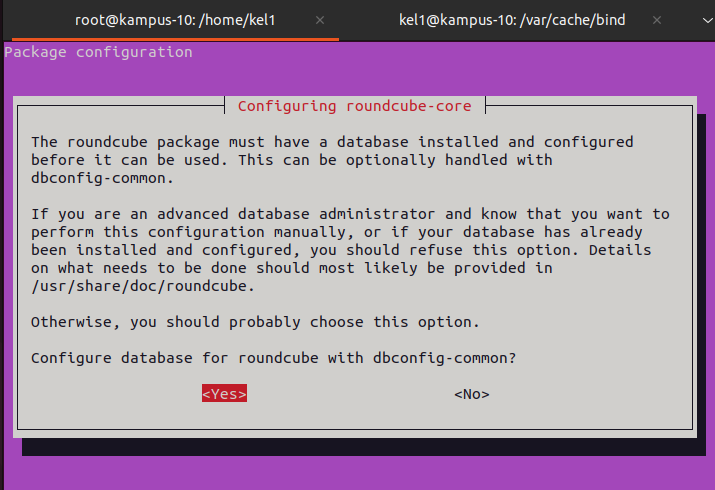 root@kampus-10: /home/kel1 × kel1@kampus-10: /var/cache/bind ×
Package configuration
Configuring roundcube-core
The roundcube package must have a database installed and configured
before it can be used. This can be optionally handled with
dbconfig-common.
If you are an advanced database administrator and know that you want to
perform this configuration manually, or if your database has already
been installed and configured, you should refuse this option. Details
on what needs to be done should most likely be provided in
/usr/share/doc/roundcube.
Otherwise, you should probably choose this option.
Configure database for roundcube with dbconfig-common?
<Yes> <No>